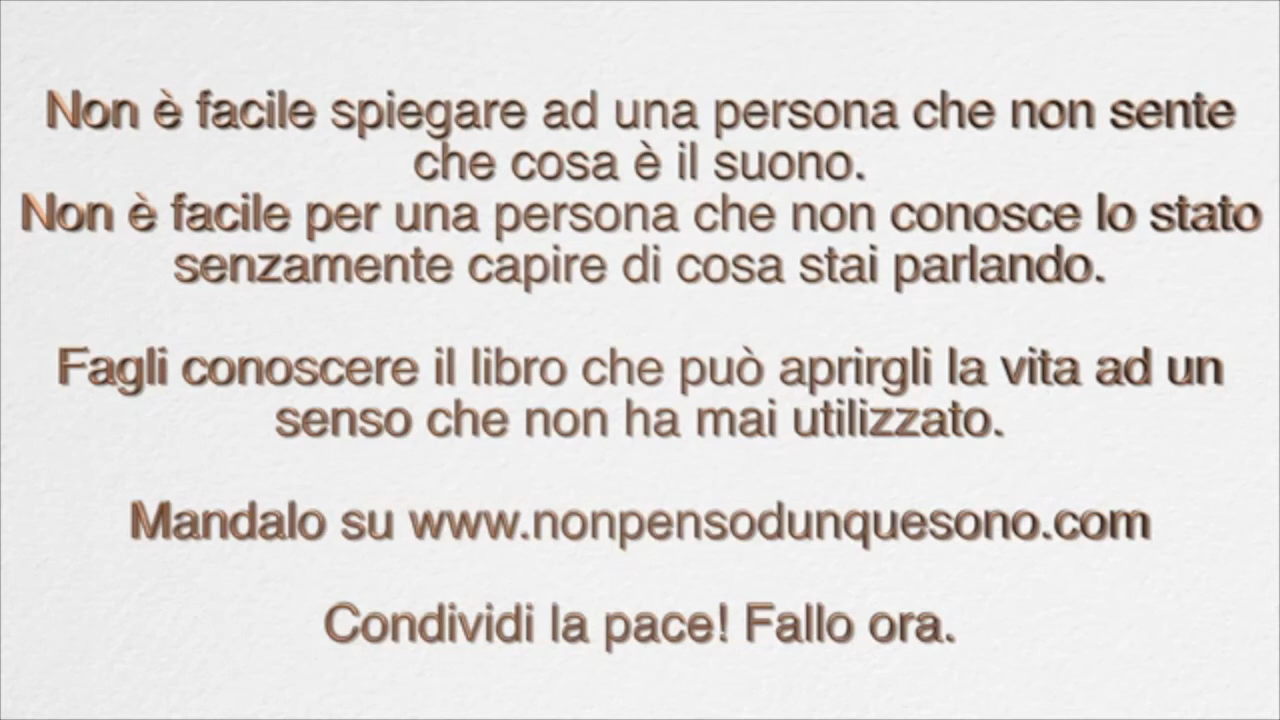 Non è facile spiegare ad una persona che non sente
che cosa è il suono.
Non è facile per una persona che non conosce lo stato
senzamente capire di cosa stai parlando.
Fagli conoscere il libro che può aprirgli la vita ad un
senso che non ha mai utilizzato.
Mandalo su www.nonpensodunquesono.com
Condividi la pace! Fallo ora.